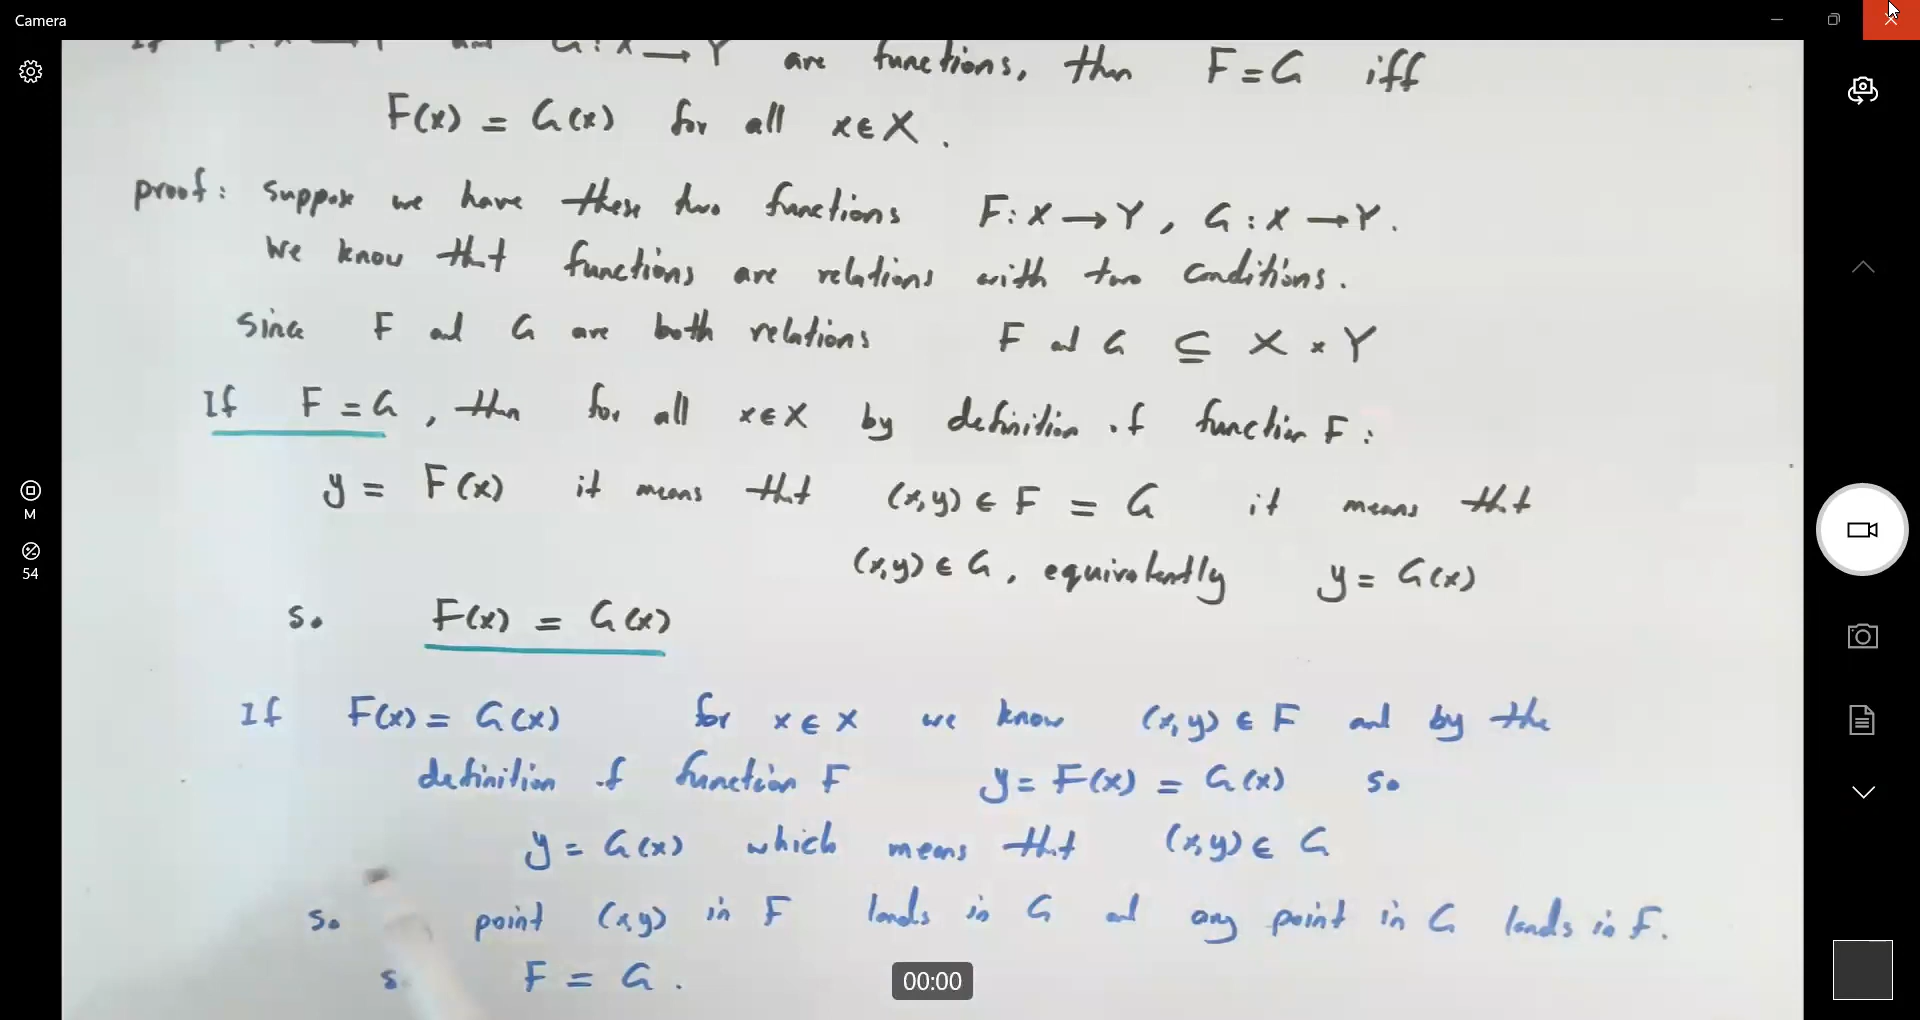 Camera
If F: X → Y and G: X → Y are functions, then F = G iff
F(x) = G(x) for all x ∈ X.
proof: suppose we have these two functions F: X → Y, G: X → Y.
We know that functions are relations with two conditions.
Since F and G are both relations F and G ⊆ X × Y
If F = G, then for all x ∈ X by definition of function F:
y = F(x) it means that (x,y) ∈ F = G it means that
(x,y) ∈ G, equivalently y = G(x)
So F(x) = G(x)
If F(x) = G(x) for x ∈ X we know (x,y) ∈ F and by the
definition of function F y = F(x) = G(x) so
y = G(x) which means that (x,y) ∈ G
M
54
So point (x,y) in F lands in G and any point in G lands in F.
So F = G.
00:00